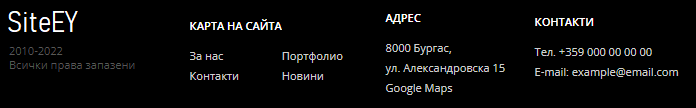 SiteEY
2010-2022
Всички права запазени
КАРТА НА САЙТА
За нас
Портфолио
Контакти
Новини
АДРЕС
8000 Бургас,
ул. Александровска 15
Google Maps
КОНТАКТИ
Тел. +359 000 00 00 00
E-mail: example@email.com